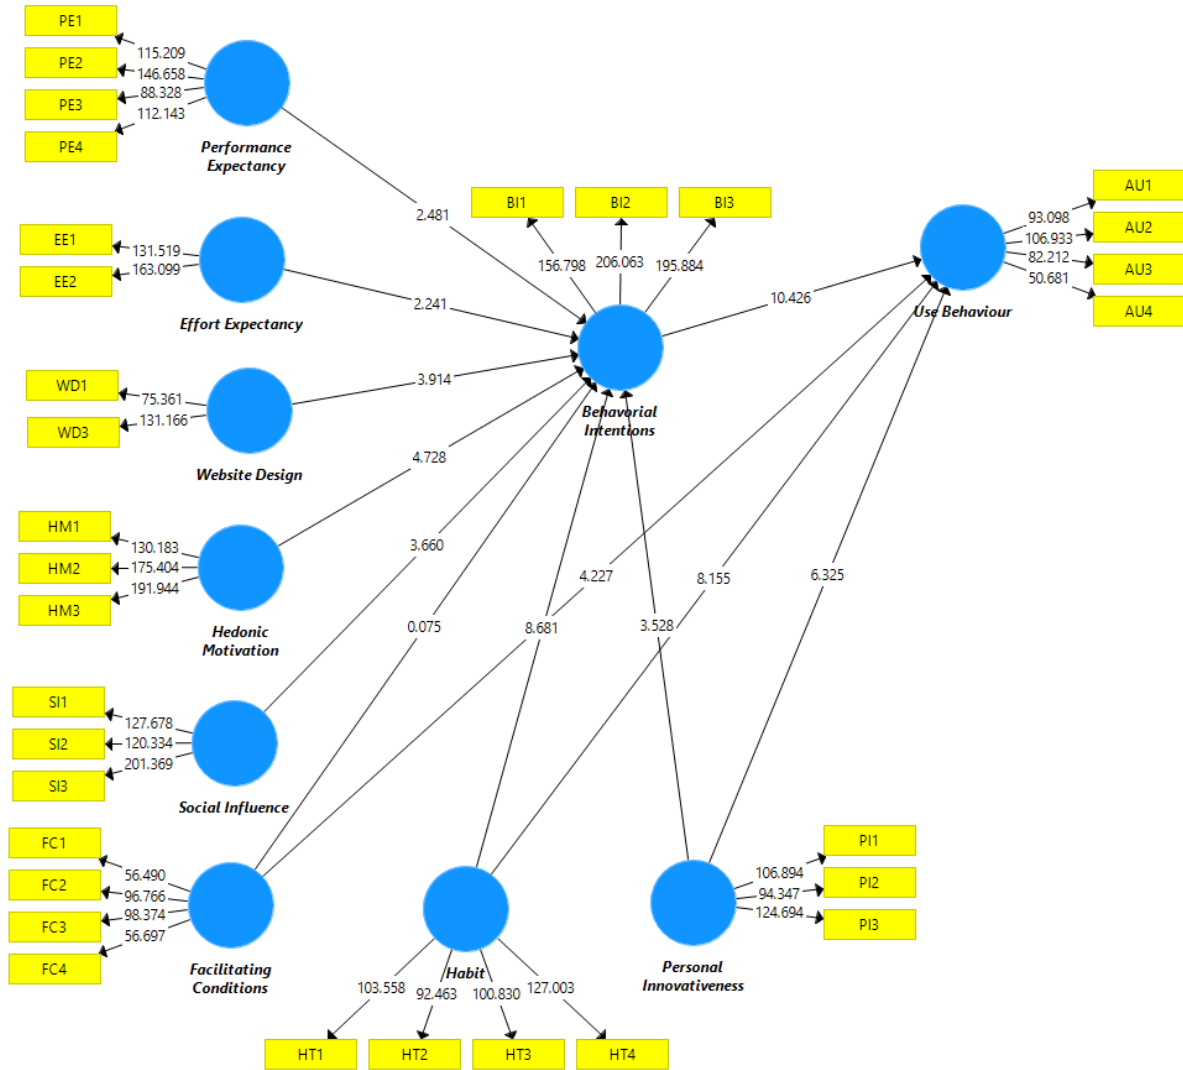 PE1
PE2
PE3
PE4
115.209
146.658
88.328
112.143
Performance
Expectancy
2.481
EE1
EE2
131.519
163.099
Effort Expectancy
2.241
WD1
WD3
75.361
131.166
Website Design
3.914
HM1
HM2
HM3
130.183
175.404
191.944
Hedonic
Motivation
4.728
SI1
SI2
SI3
127.678
120.334
201.369
Social Influence
3.660
FC1
FC2
FC3
FC4
56.490
96.766
98.374
56.697
Facilitating
Conditions
0.075
4.227
BI1
BI2
BI3
156.798
206.063
195.884
Behavorial
Intentions
10.426
AU1
AU2
AU3
AU4
93.098
106.933
82.212
50.681
Use Behaviour
8.681
8.155
3.528
6.325
Habit
103.558
92.463
100.830
127.003
HT1
HT2
HT3
HT4
PI1
PI2
PI3
106.894
94.347
124.694
Personal
Innovativeness